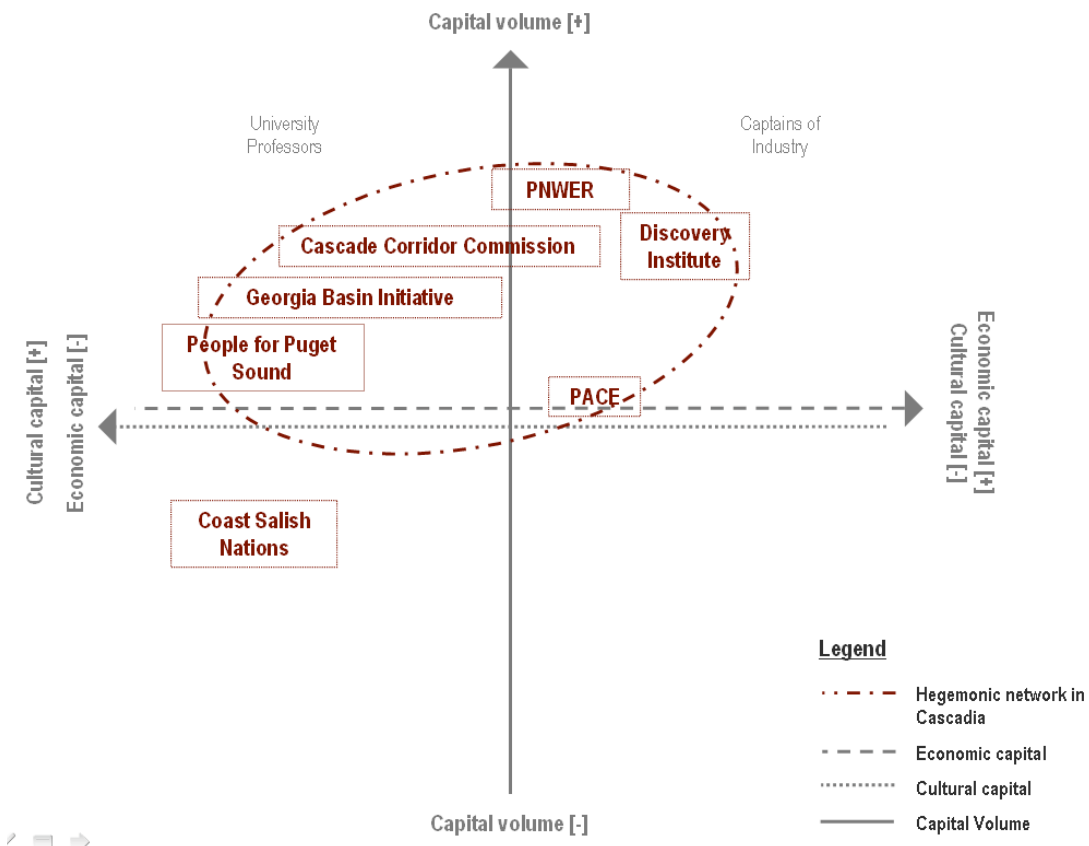 Capital volume [+]
University
Professors
Captains of
Industry
PNWER
Discovery
Institute
Cascade Corridor Commission
Georgia Basin Initiative
People for Puget
Sound
PACE
Cultural capital [+]
Economic capital [-]
Economic capital [+]
Cultural capital [-]
Coast Salish
Nations
Legend
Hegemonic network in
Cascadia
Economic capital
Cultural capital
Capital Volume
Capital volume [-]